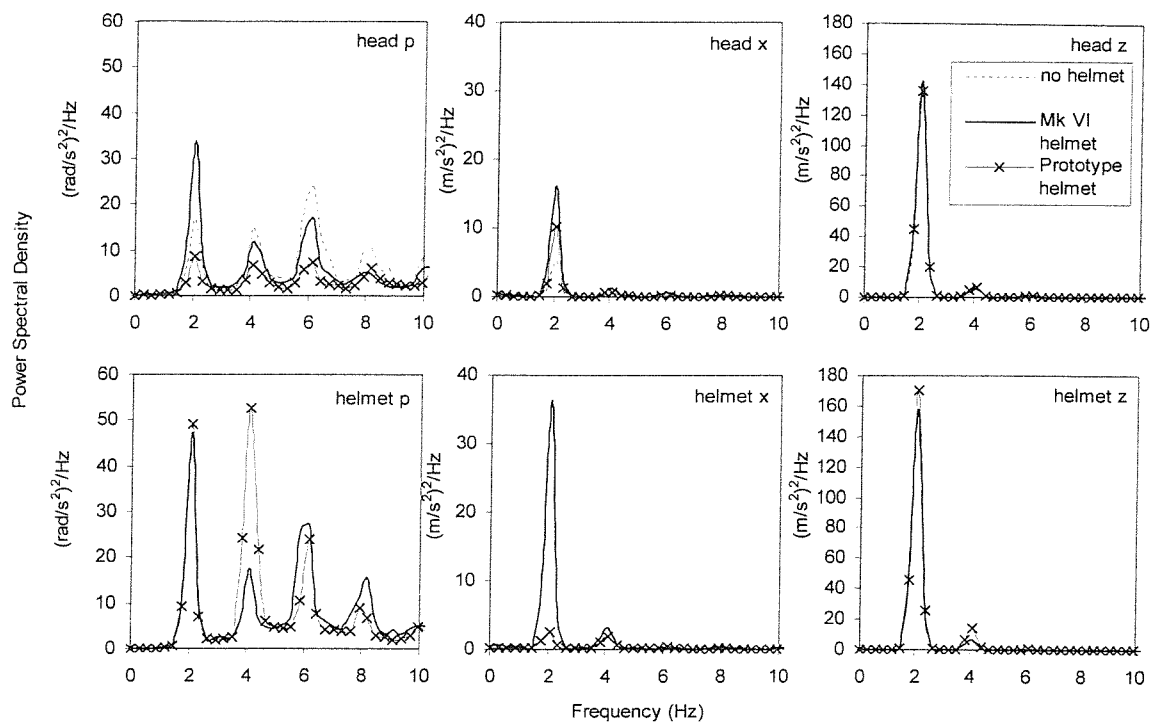 Power Spectral Density
(rad/s²)²/Hz
60
50
40
30
20
10
0
head p
0 2 4 6 8 10
(m/s²)²/Hz
40
30
20
10
0
head x
0 2 4 6 8 10
(m/s²)²/Hz
180
160
140
120
100
80
60
40
20
0
head z
no helmet
Mk VI
helmet
Prototype
helmet
0 2 4 6 8 10
(rad/s²)²/Hz
60
50
40
30
20
10
0
helmet p
0 2 4 6 8 10
(m/s²)²/Hz
40
30
20
10
0
helmet x
0 2 4 6 8 10
(m/s²)²/Hz
180
160
140
120
100
80
60
40
20
0
helmet z
0 2 4 6 8 10
Frequency (Hz)